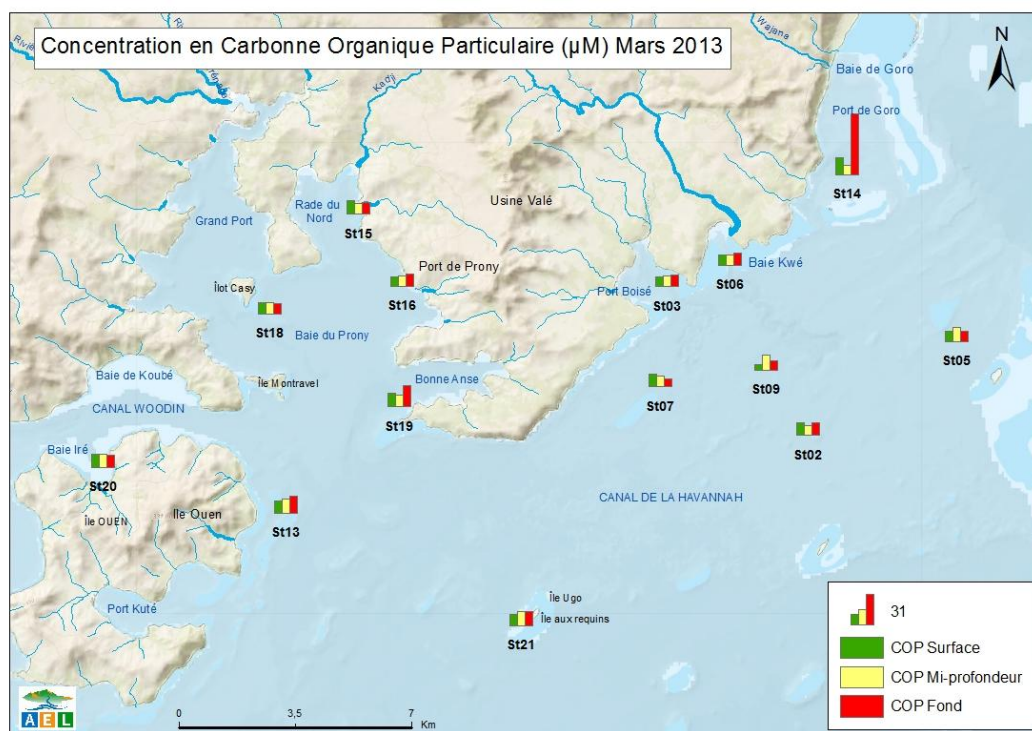 Concentration en Carbonne Organique Particulaire (µM) Mars 2013
N
Wajana
Baie de Goro
Port de Goro
St14
Kadji
Rade du
Nord
Usine Valé
Grand Port
St15
Port de Prony
Baie Kwé
St06
Îlot Casy
St16
Port Boisé
St03
St18
Baie du Prony
St05
Baie de Koubé
Île Montravel
Bonne Anse
St09
St07
CANAL WOODIN
St19
St02
Baie Iré
St20
CANAL DE LA HAVANNAH
Île OUEN
Ile Ouen
St13
Port Kuté
Île Ugo
Île aux requins
St21
31
COP Surface
COP Mi-profondeur
COP Fond
AEL
0 3,5 7
Km